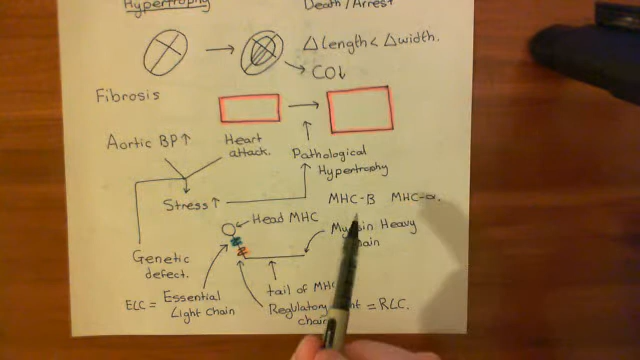 Hypertrophy
Death/Arrest
Δ Length < Δ width.
CO↓
Fibrosis
Aortic BP ↑
Heart
attack.
Pathological
Hypertrophy
Stress ↑
MHC-B MHC-α.
Head MHC
Myosin Heavy
Genetic
defect.
tail of MHC
ELC = Essential
Light Chain
Regulatory
chain
= RLC.